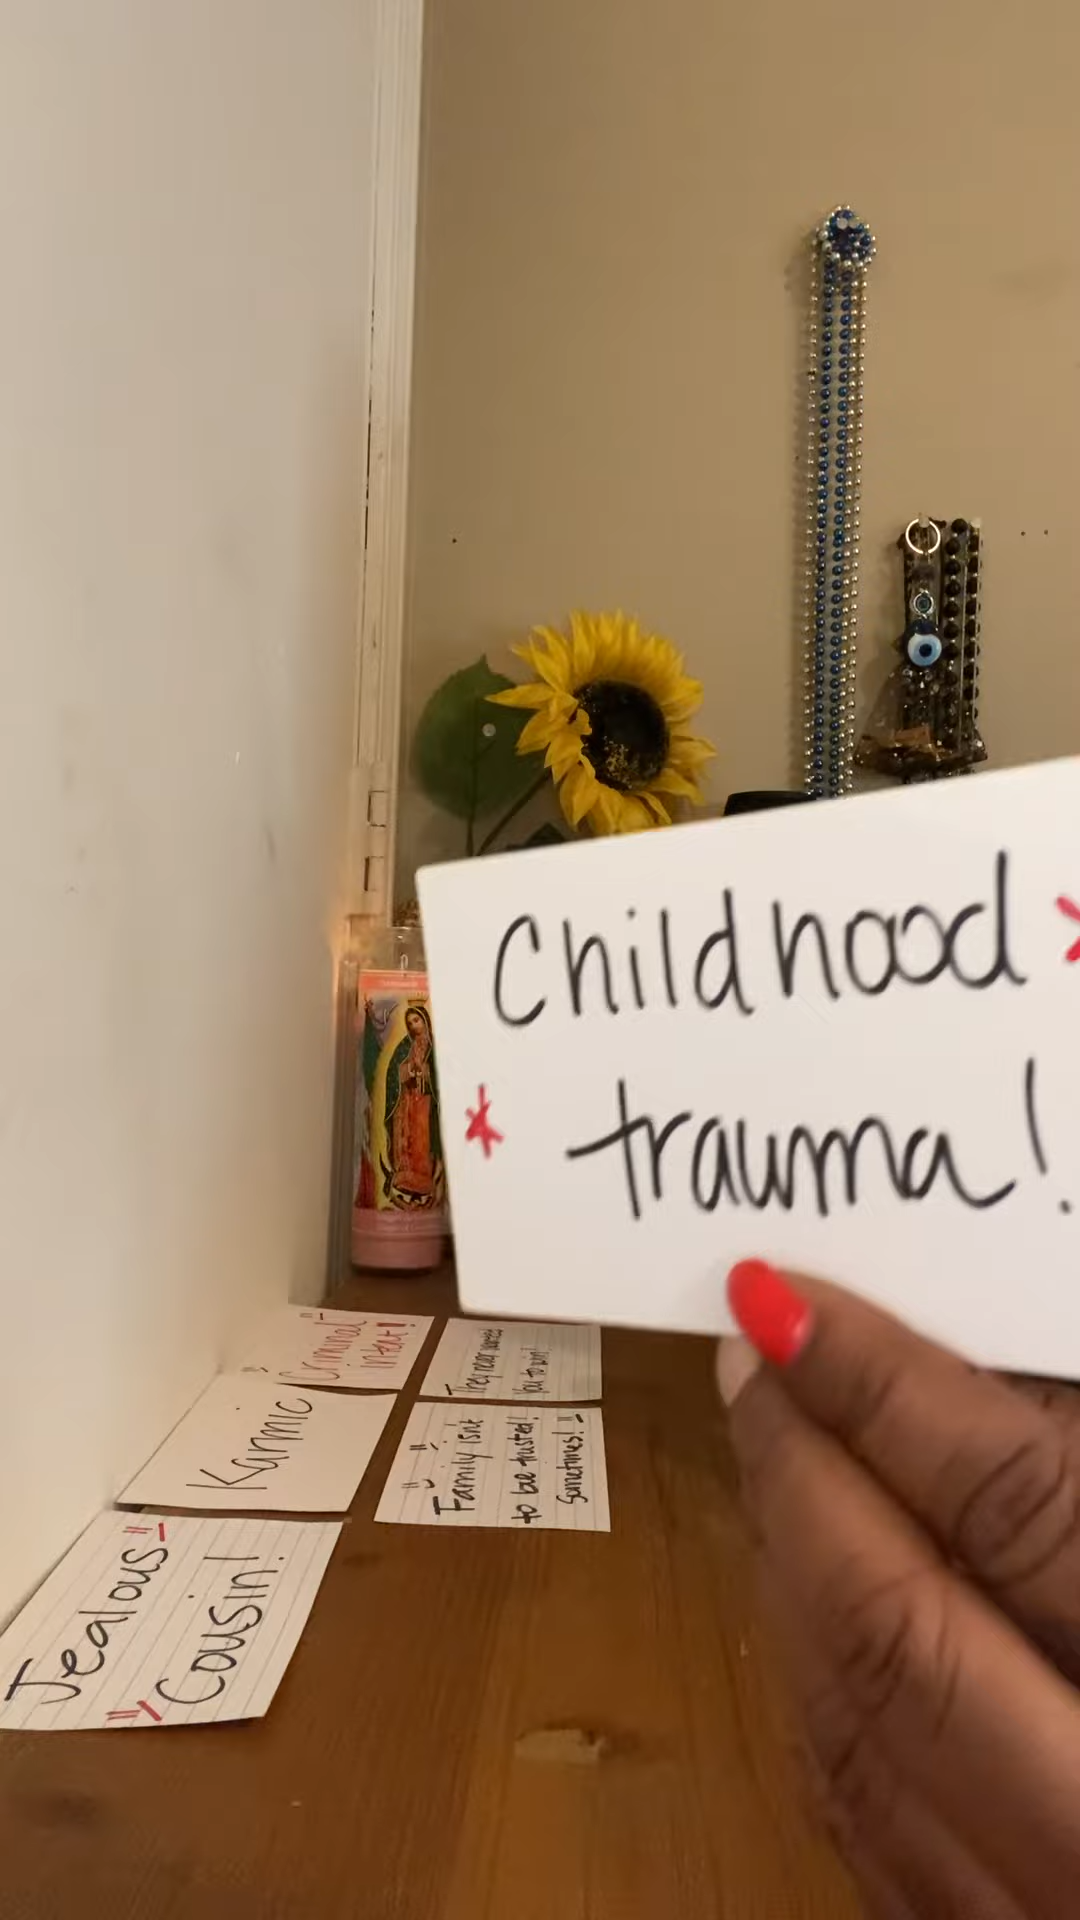 Childhood
trauma!
Criminal
intent!
They never wanted
you to win!
Karmic
"Family isn't
to be trusted!
Sometimes!"
Jealous"
"Cousin!